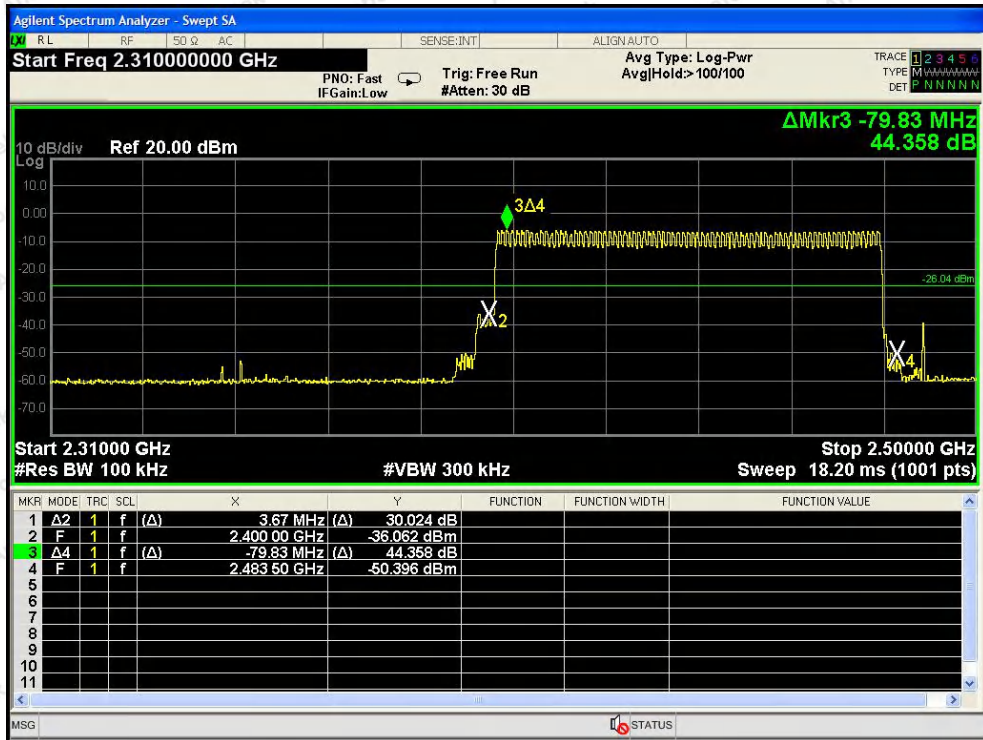 Agilent Spectrum Analyzer - Swept SA
LXI RL RF 50 Ω AC SENSE:INT ALIGN AUTO
Start Freq 2.310000000 GHz
PNO: Fast
IFGain:Low
Trig: Free Run
#Atten: 30 dB
Avg Type: Log-Pwr
Avg|Hold:>100/100
TRACE 1 2 3 4 5 6
TYPE M
DET P N N N N N
ΔMkr3 -79.83 MHz
44.358 dB
10 dB/div Ref 20.00 dBm
Log
10.0
0.00
-10.0
-20.0
-30.0
-40.0
-50.0
-60.0
-70.0
3Δ4
-26.04 dBm
2
4
Start 2.31000 GHz Stop 2.50000 GHz
#Res BW 100 kHz #VBW 300 kHz Sweep 18.20 ms (1001 pts)
MKR MODE TRC SCL X Y FUNCTION FUNCTION WIDTH FUNCTION VALUE
1 Δ2 1 f (Δ) 3.67 MHz (Δ) 30.024 dB
2 F 1 f 2.400 00 GHz -36.062 dBm
3 Δ4 1 f (Δ) -79.83 MHz (Δ) 44.358 dB
4 F 1 f 2.483 50 GHz -50.396 dBm
5
6
7
8
9
10
11
MSG STATUS